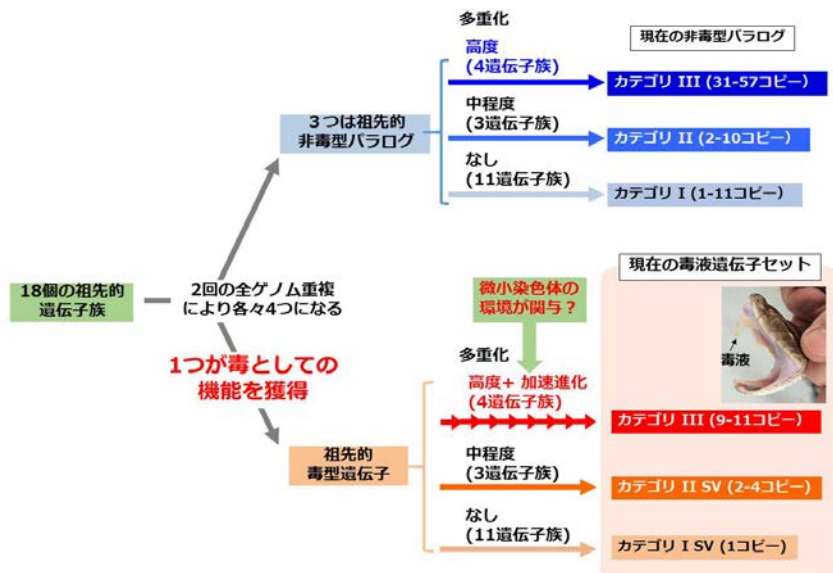 多重化
高度
(4遺伝子族)
現在の非毒型パラログ
カテゴリ III (31-57コピー)
3つは祖先的
非毒型パラログ
中程度
(3遺伝子族)
カテゴリ II (2-10コピー)
なし
(11遺伝子族)
カテゴリ I (1-11コピー)
18個の祖先的
遺伝子族
2回の全ゲノム重複
により各々4つになる
1つが毒としての
機能を獲得
微小染色体の
環境が関与？
現在の毒液遺伝子セット
毒液
多重化
高度+ 加速進化
(4遺伝子族)
カテゴリ III (9-11コピー)
祖先的
毒型遺伝子
中程度
(3遺伝子族)
カテゴリ II SV (2-4コピー)
なし
(11遺伝子族)
カテゴリ I SV (1コピー)